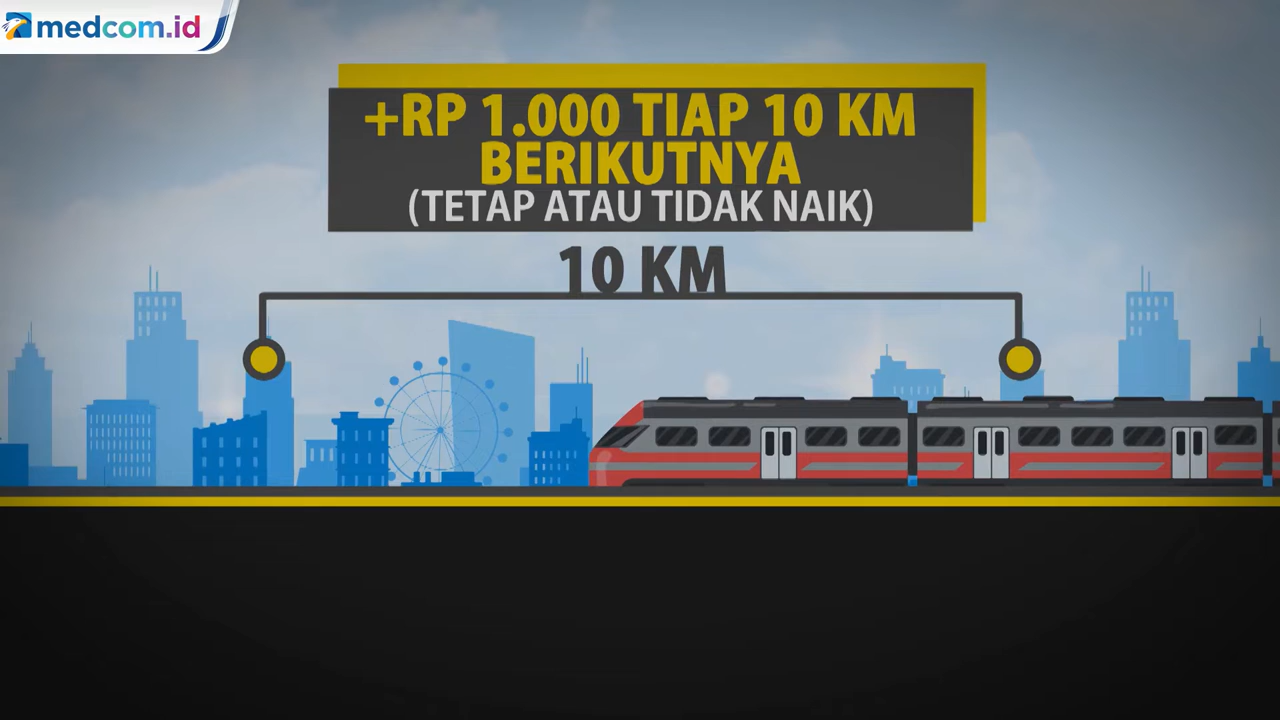 medcom.id
+RP 1.000 TIAP 10 KM
BERIKUTNYA
(TETAP ATAU TIDAK NAIK)
10 KM